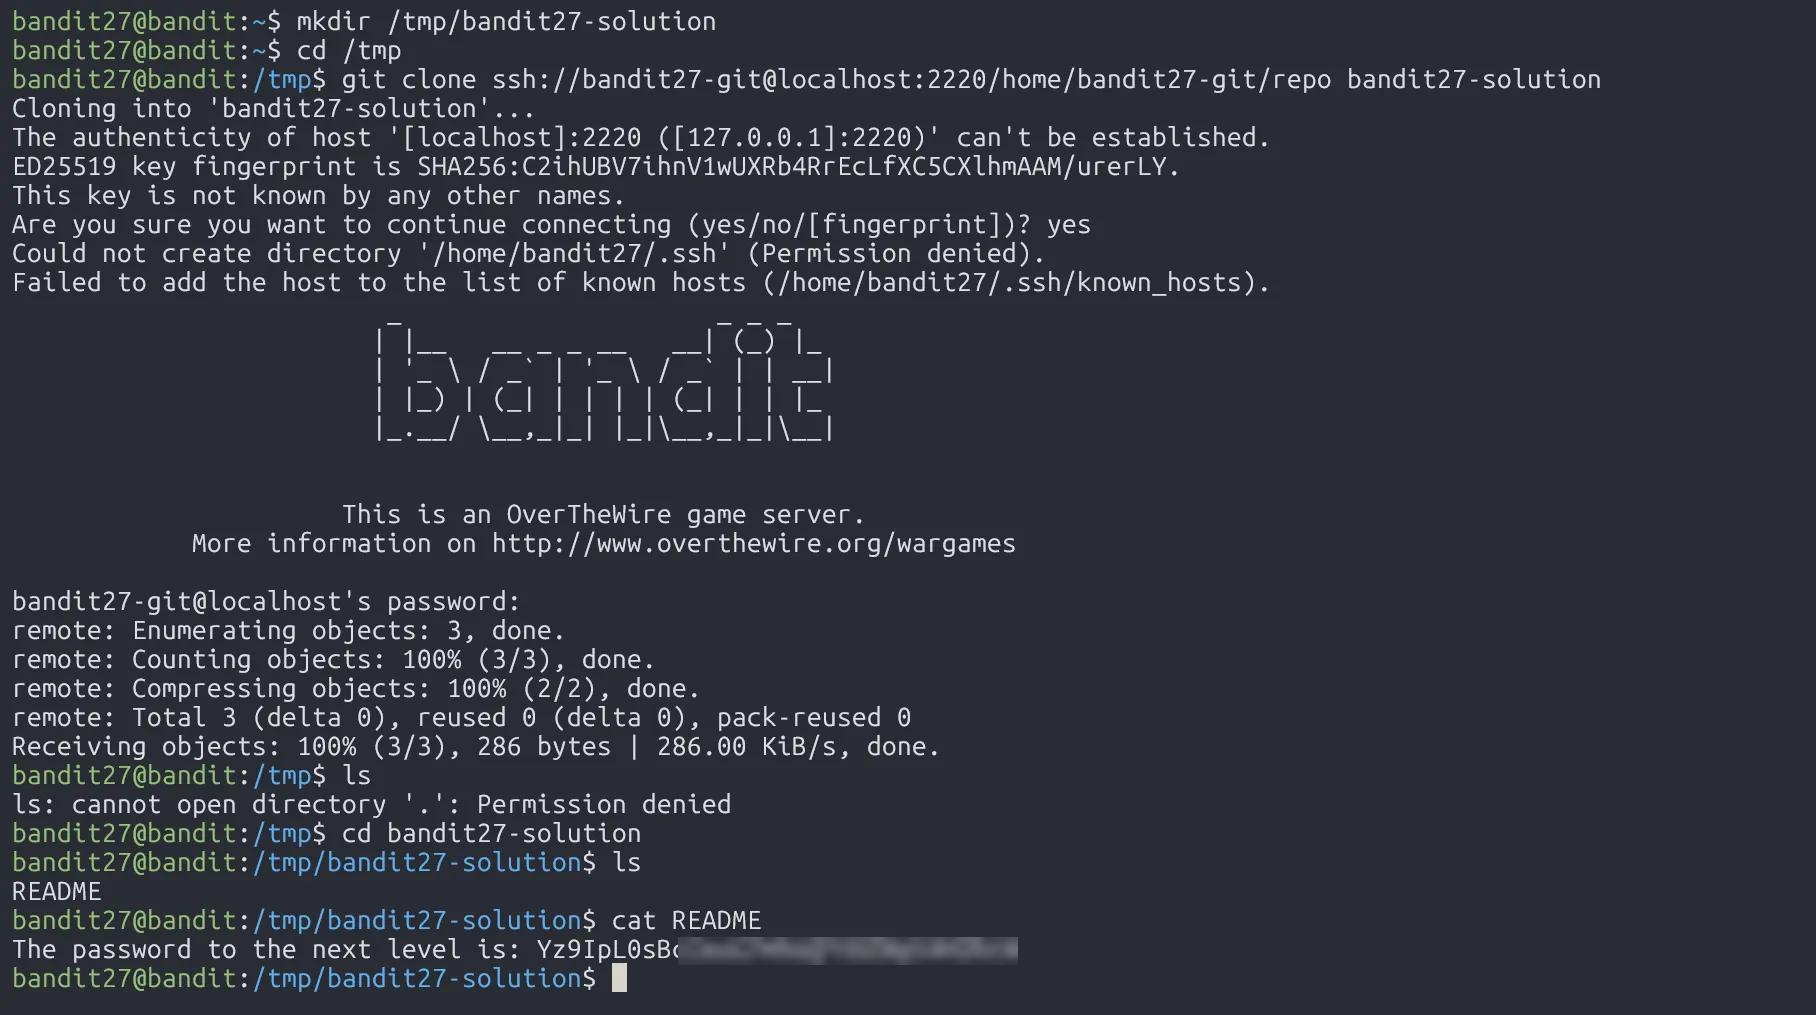 bandit27@bandit:~$ mkdir /tmp/bandit27-solution
bandit27@bandit:~$ cd /tmp
bandit27@bandit:/tmp$ git clone ssh://bandit27-git@localhost:2220/home/bandit27-git/repo bandit27-solution
Cloning into 'bandit27-solution'...
The authenticity of host '[localhost]:2220 ([127.0.0.1]:2220)' can't be established.
ED25519 key fingerprint is SHA256:C2ihUBV7ihnV1wUXRb4RrEcLfXC5CXlhmAAM/urerLY.
This key is not known by any other names.
Are you sure you want to continue connecting (yes/no/[fingerprint])? yes
Could not create directory '/home/bandit27/.ssh' (Permission denied).
Failed to add the host to the list of known hosts (/home/bandit27/.ssh/known_hosts).
bandit
This is an OverTheWire game server.
More information on http://www.overthewire.org/wargames
bandit27-git@localhost's password:
remote: Enumerating objects: 3, done.
remote: Counting objects: 100% (3/3), done.
remote: Compressing objects: 100% (2/2), done.
remote: Total 3 (delta 0), reused 0 (delta 0), pack-reused 0
Receiving objects: 100% (3/3), 286 bytes | 286.00 KiB/s, done.
bandit27@bandit:/tmp$ ls
ls: cannot open directory '.': Permission denied
bandit27@bandit:/tmp$ cd bandit27-solution
bandit27@bandit:/tmp/bandit27-solution$ ls
README
bandit27@bandit:/tmp/bandit27-solution$ cat README
The password to the next level is: Yz9IpL0sB
bandit27@bandit:/tmp/bandit27-solution$